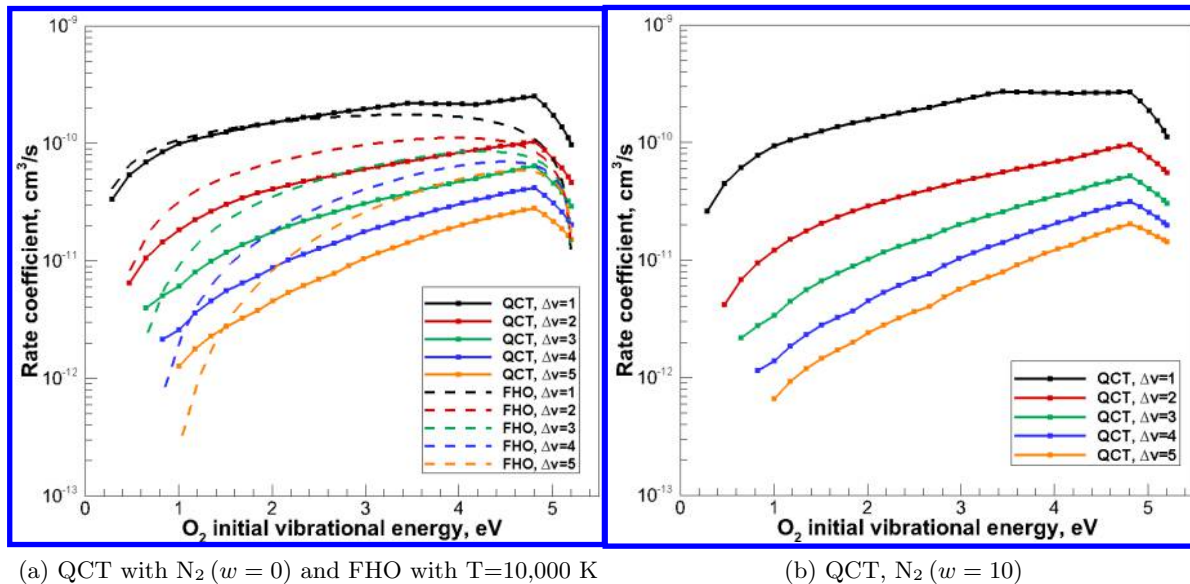 10⁻⁹
10⁻¹⁰
10⁻¹¹
10⁻¹²
10⁻¹³
Rate coefficient, cm³/s
0 1 2 3 4 5
O₂ initial vibrational energy, eV
QCT, Δv=1
QCT, Δv=2
QCT, Δv=3
QCT, Δv=4
QCT, Δv=5
FHO, Δv=1
FHO, Δv=2
FHO, Δv=3
FHO, Δv=4
FHO, Δv=5
(a) QCT with N₂ (w = 0) and FHO with T=10,000 K
10⁻⁹
10⁻¹⁰
10⁻¹¹
10⁻¹²
10⁻¹³
Rate coefficient, cm³/s
0 1 2 3 4 5
O₂ initial vibrational energy, eV
QCT, Δv=1
QCT, Δv=2
QCT, Δv=3
QCT, Δv=4
QCT, Δv=5
(b) QCT, N₂ (w = 10)